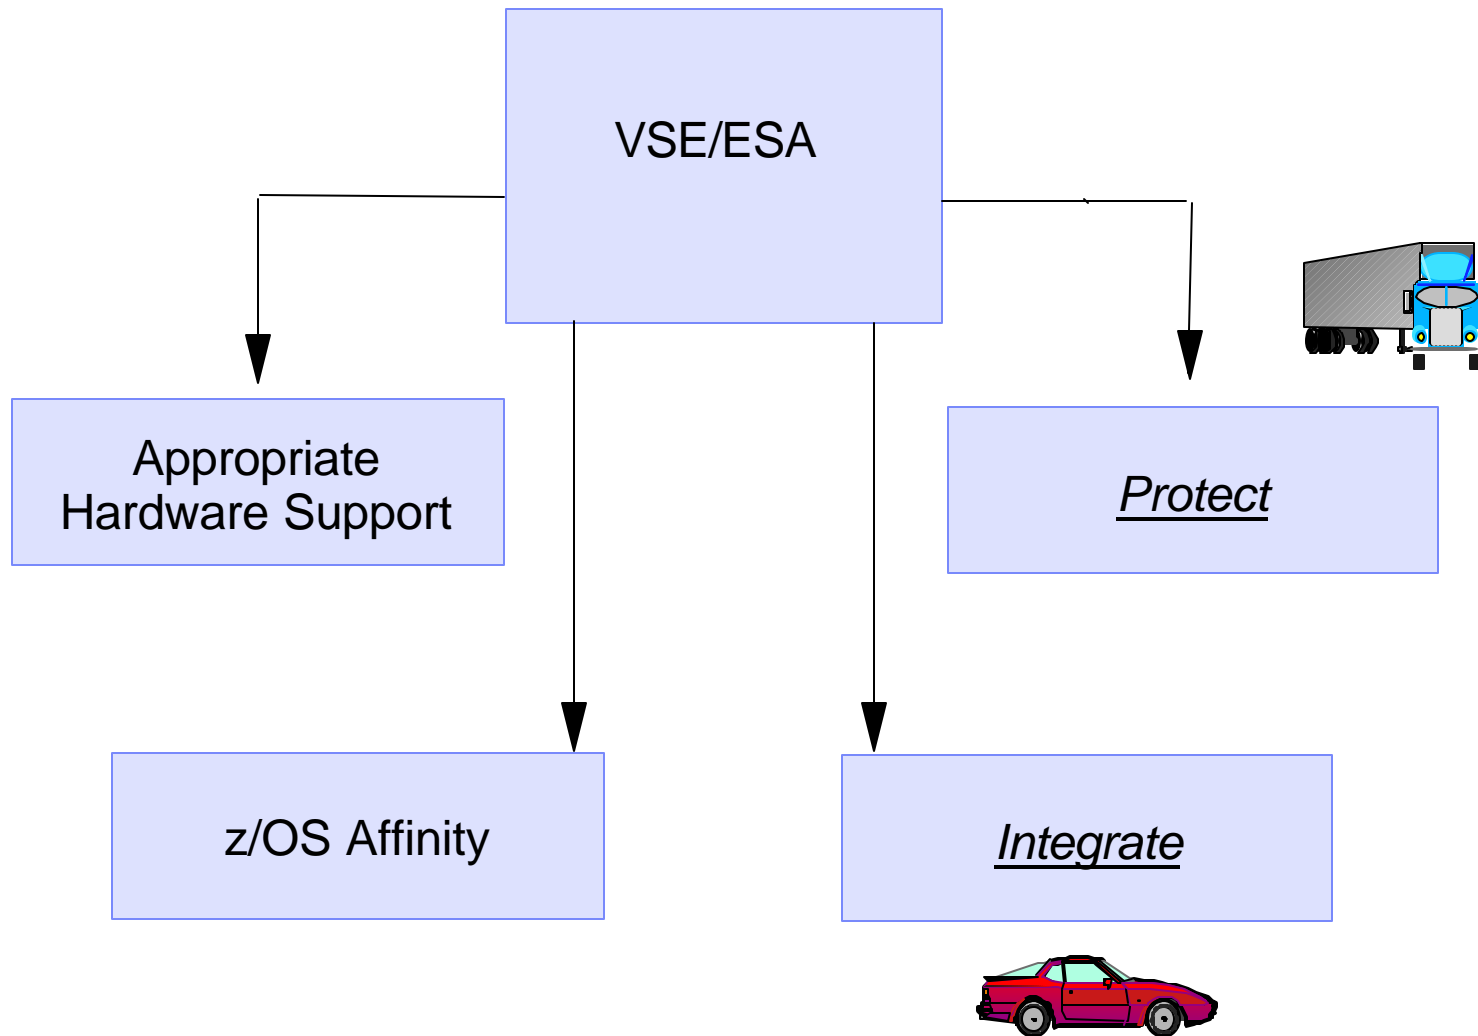 VSE/ESA
Appropriate
Hardware Support
Protect
z/OS Affinity
Integrate